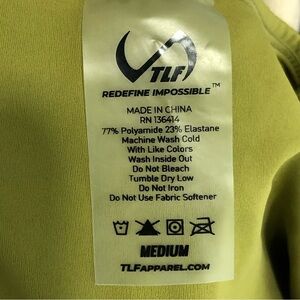 TLF
REDEFINE IMPOSSIBLE™
MADE IN CHINA
RN 136414
77% Polyamide 23% Elastane
Machine Wash Cold
With Like Colors
Wash Inside Out
Do Not Bleach
Tumble Dry Low
Do Not Iron
Do Not Use Fabric Softener
MEDIUM
TLFAPPAREL.COM